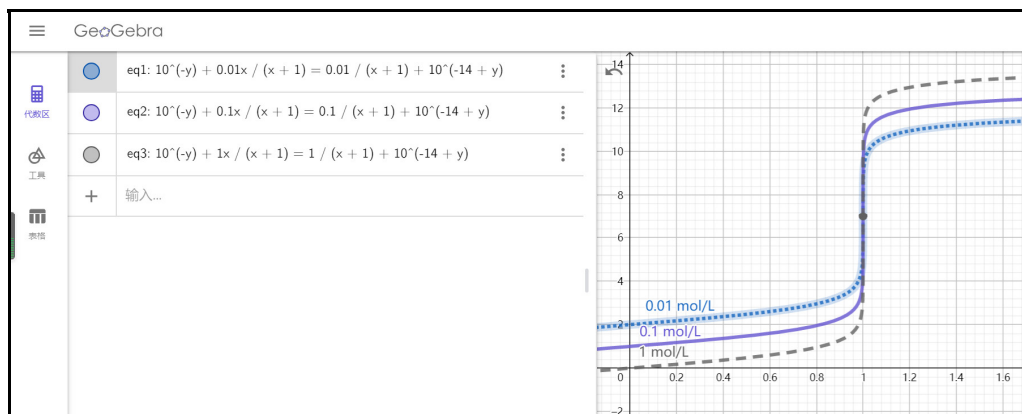 GeoGebra
eq1: 10^(-y) + 0.01x / (x + 1) = 0.01 / (x + 1) + 10^(-14 + y)
代数区
eq2: 10^(-y) + 0.1x / (x + 1) = 0.1 / (x + 1) + 10^(-14 + y)
工具
eq3: 10^(-y) + 1x / (x + 1) = 1 / (x + 1) + 10^(-14 + y)
表格
+ 输入...
14
12
10
8
6
4
2
0.01 mol/L
0.1 mol/L
1 mol/L
0 0.2 0.4 0.6 0.8 1 1.2 1.4 1.6
-2